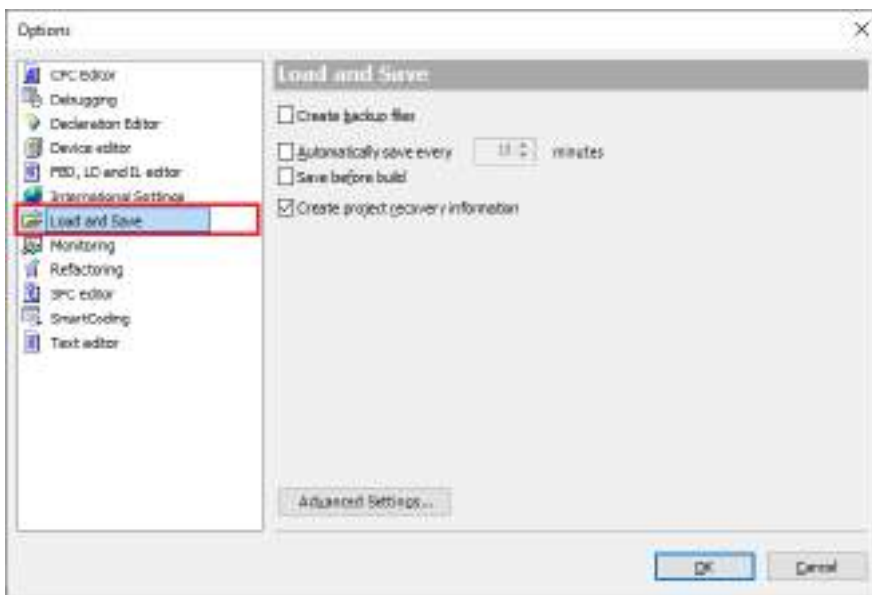 Options
CFC Editor
Debugging
Declaration Editor
Device editor
FBD, LD and IL editor
International Settings
Load and Save
Monitoring
Refactoring
SFC editor
SmartCoding
Text editor
Load and Save
Create backup files
Automatically save every minutes
Save before build
Create project recovery information
Advanced Settings...
OK Cancel